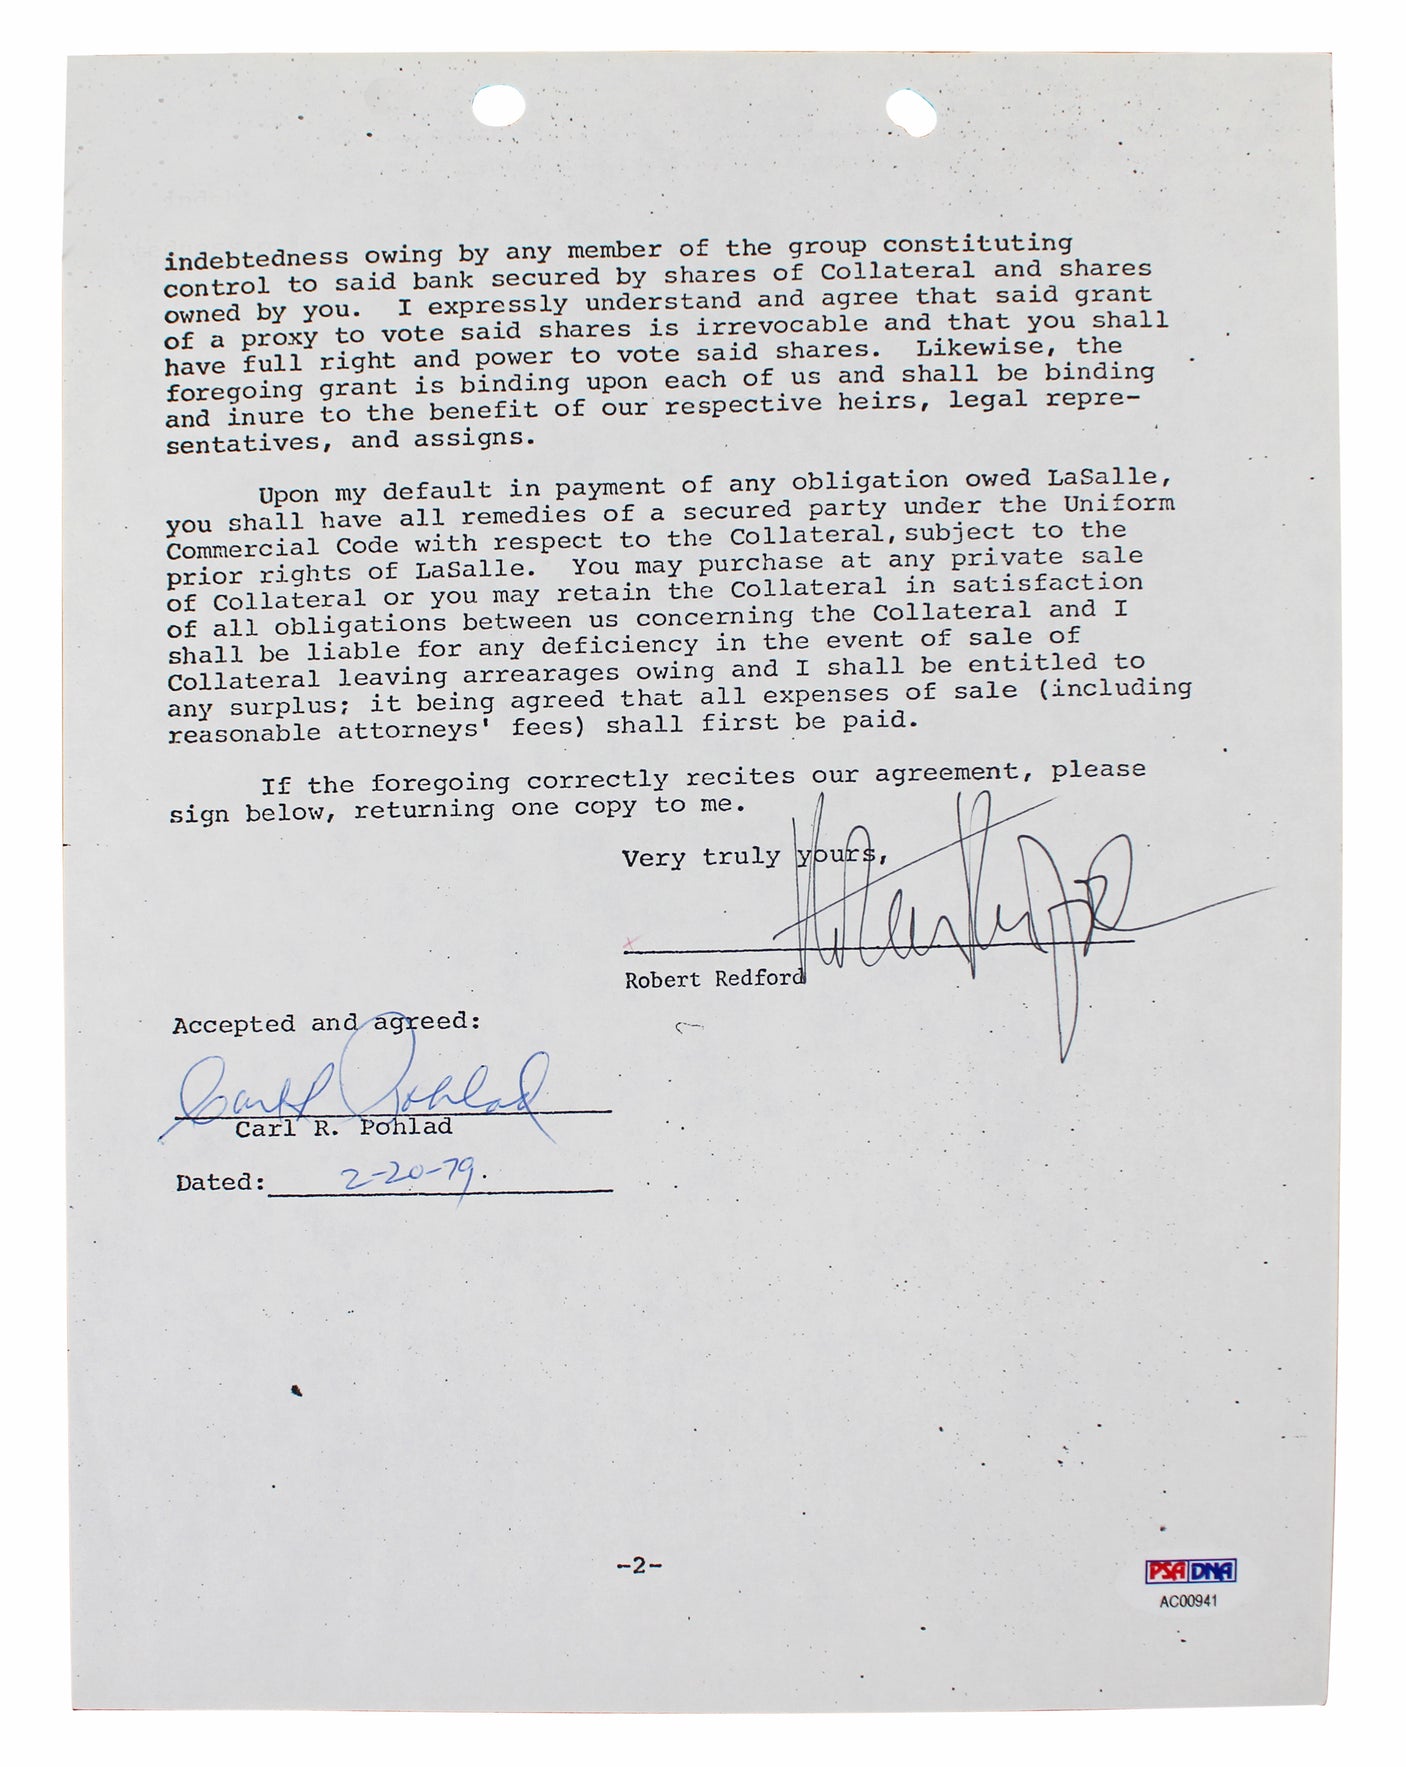 indebtedness owing by any member of the group constituting
control to said bank secured by shares of Collateral and shares
owned by you. I expressly understand and agree that said grant
of a proxy to vote said shares is irrevocable and that you shall
have full right and power to vote said shares. Likewise, the
foregoing grant is binding upon each of us and shall be binding
and inure to the benefit of our respective heirs, legal repre-
sentatives, and assigns.
Upon my default in payment of any obligation owed LaSalle,
you shall have all remedies of a secured party under the Uniform
Commercial Code with respect to the Collateral, subject to the
prior rights of LaSalle. You may purchase at any private sale
of Collateral or you may retain the Collateral in satisfaction
of all obligations between us concerning the Collateral and I
shall be liable for any deficiency in the event of sale of
Collateral leaving arrearages owing and I shall be entitled to
any surplus; it being agreed that all expenses of sale (including
reasonable attorneys' fees) shall first be paid.
If the foregoing correctly recites our agreement, please
sign below, returning one copy to me.
Very truly yours,
Robert Redford
Accepted and agreed:
Carl R Pohlad
Carl R. Pohlad
Dated: 2-20-79.
-2-
PSA DNA
AC00941